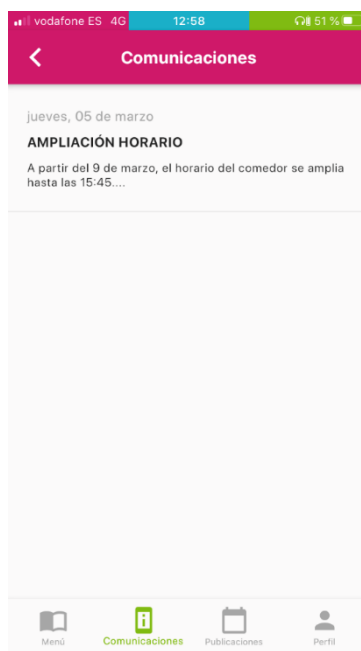 vodafone ES 4G 12:58 51 %
Comunicaciones
jueves, 05 de marzo
AMPLIACIÓN HORARIO
A partir del 9 de marzo, el horario del comedor se amplia
hasta las 15:45....
Menú Comunicaciones Publicaciones Perfil